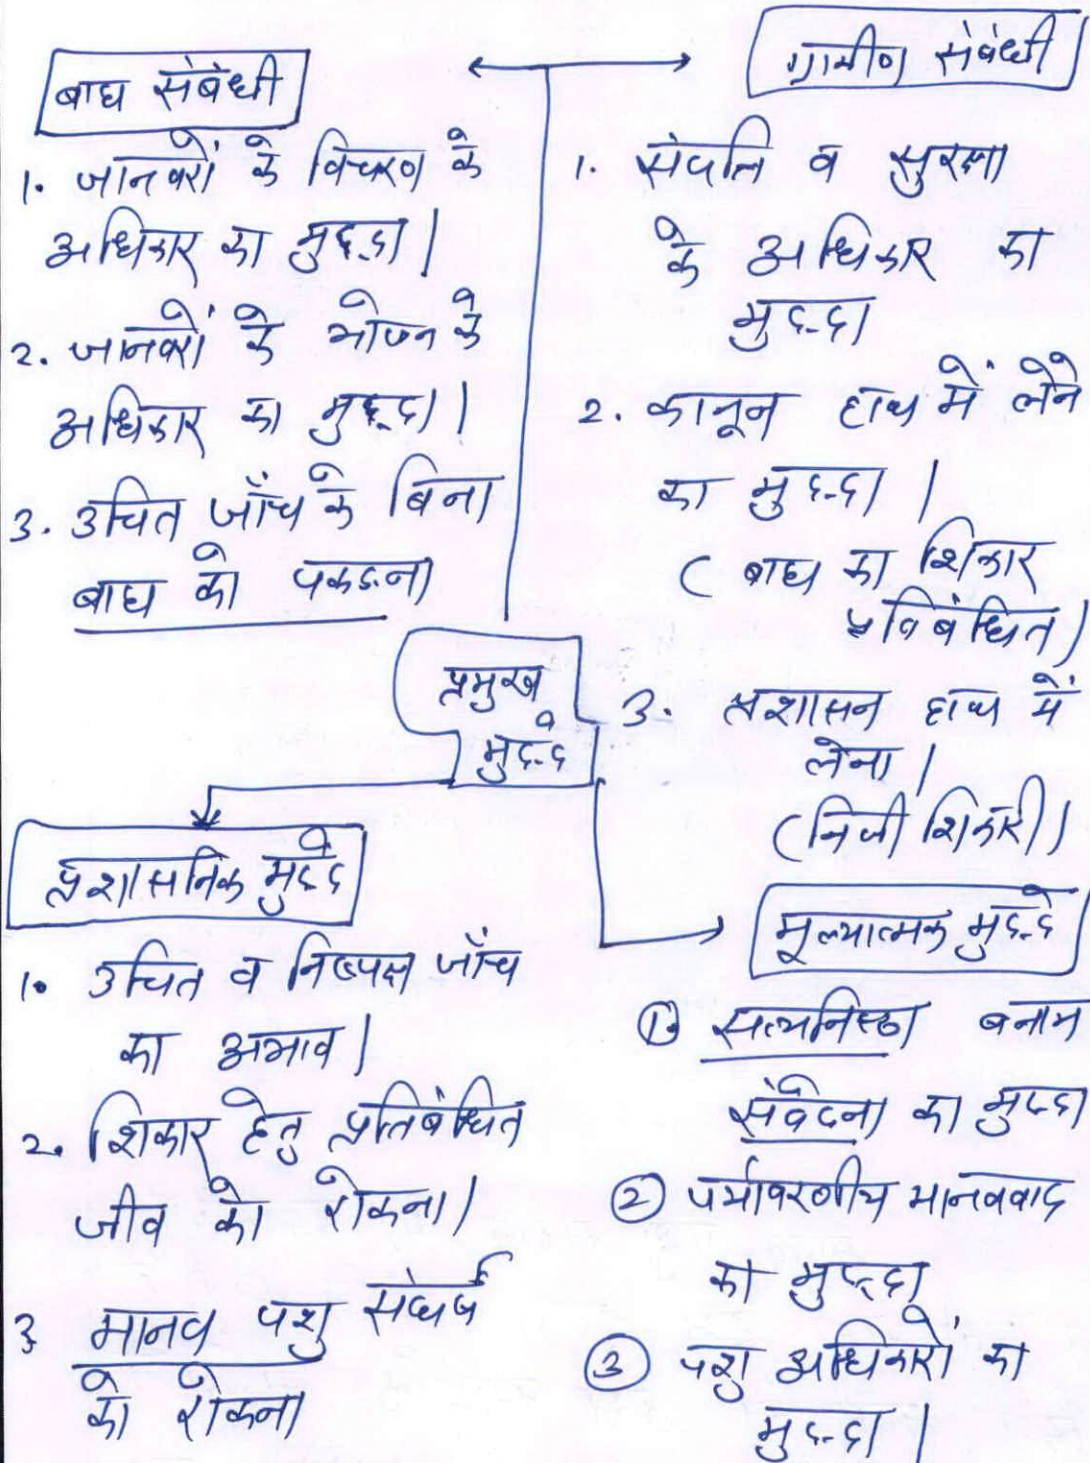 बाघ संबंधी
1. जानवरों के विचरण के
अधिकार का मुद्दा।
2. जानवरों के भोजन के
अधिकार का मुद्दा।
3. उचित जाँच के बिना
बाघ को पकड़ना
ग्रामीण संबंधी
1. संपत्ति व सुरक्षा
के अधिकार का
मुद्दा
2. कानून हाथ में लेने
का मुद्दा।
(बाघ का शिकार
प्रतिबंधित)
3. प्रशासन हाथ में
लेना।
(निजी शिकारी)
प्रमुख
मुद्दे
प्रशासनिक मुद्दे
1. उचित व निष्पक्ष जाँच
का अभाव।
2. शिकार हेतु प्रतिबंधित
जीव को रोकना।
3 मानव पशु संघर्ष
को रोकना
मूल्यात्मक मुद्दे
① सत्यनिष्ठा बनाम
संवेदना का मुद्दा
② पर्यावरणीय मानववाद
का मुद्दा
③ पशु अधिकारों का
मुद्दा।